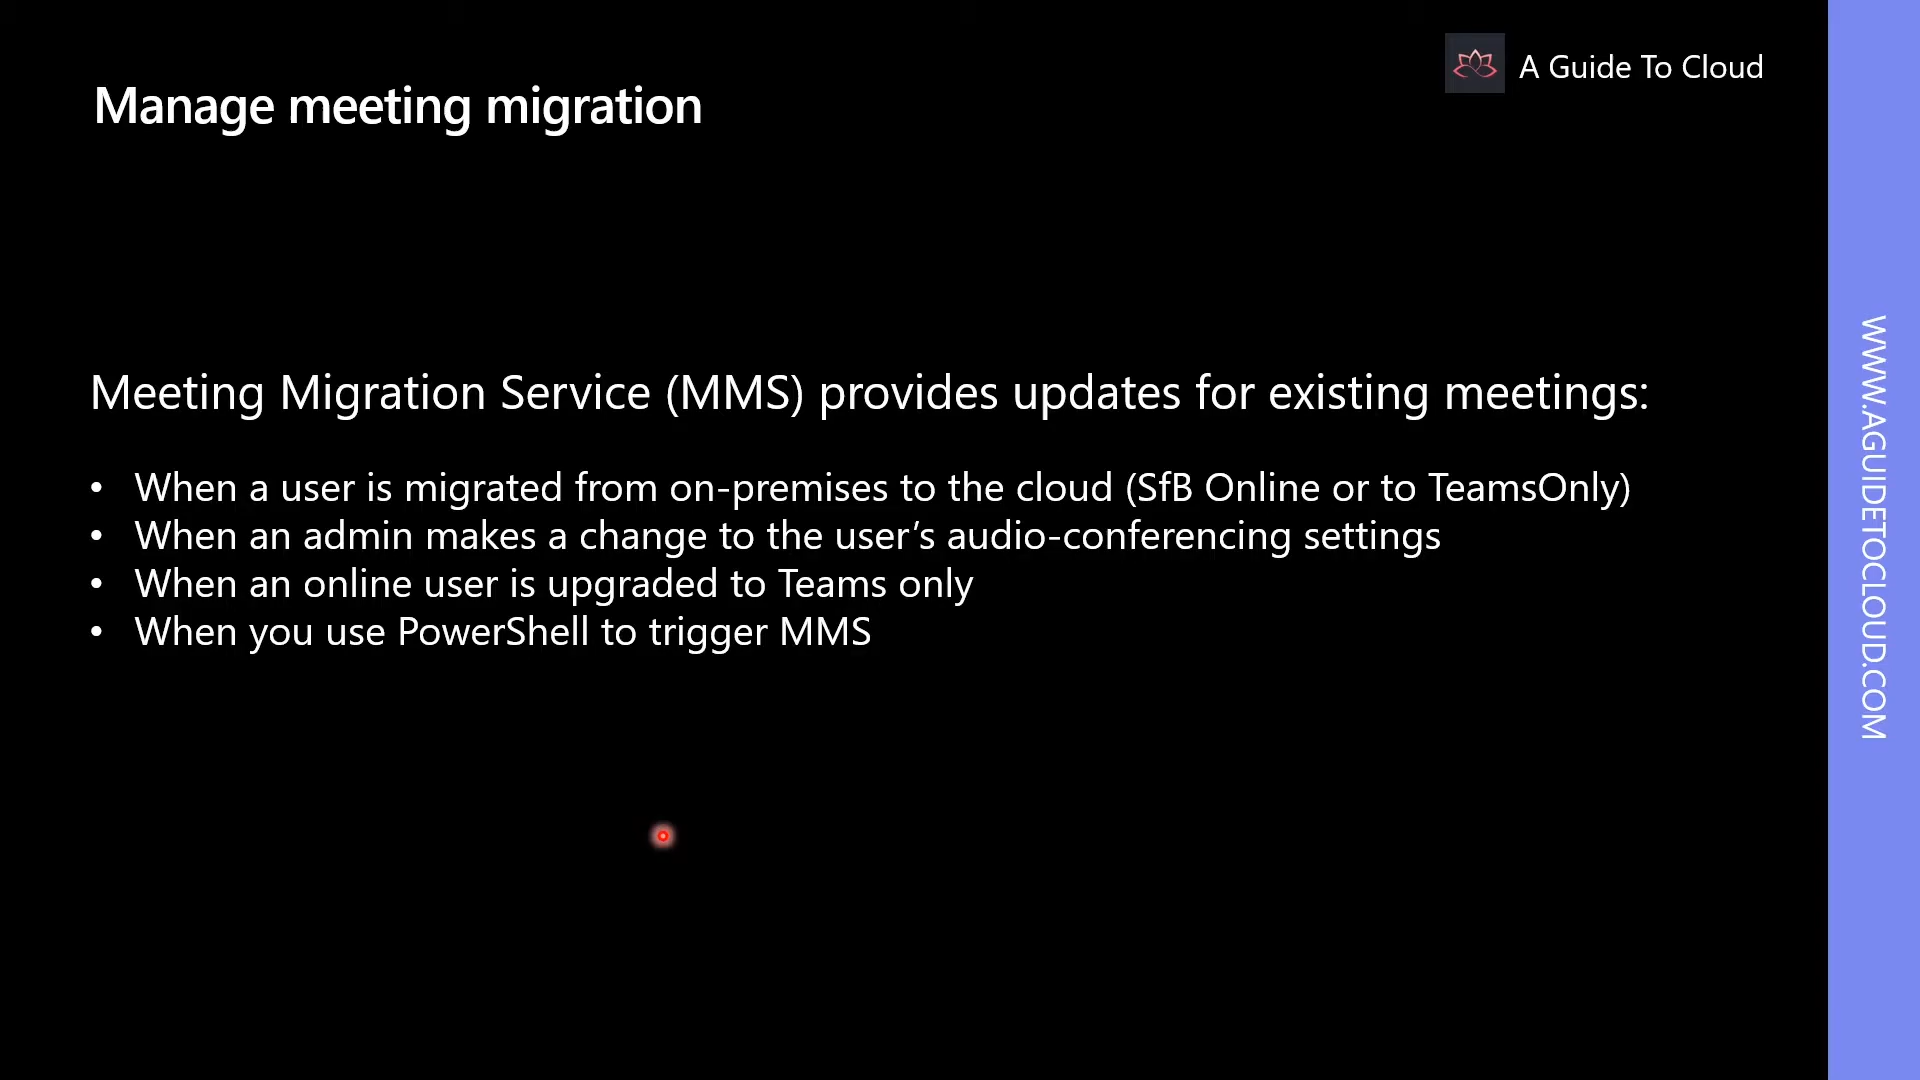 A Guide To Cloud
Manage meeting migration
Meeting Migration Service (MMS) provides updates for existing meetings:
• When a user is migrated from on-premises to the cloud (SfB Online or to TeamsOnly)
• When an admin makes a change to the user’s audio-conferencing settings
• When an online user is upgraded to Teams only
• When you use PowerShell to trigger MMS
WWW.AGUIDETOCLOUD.COM